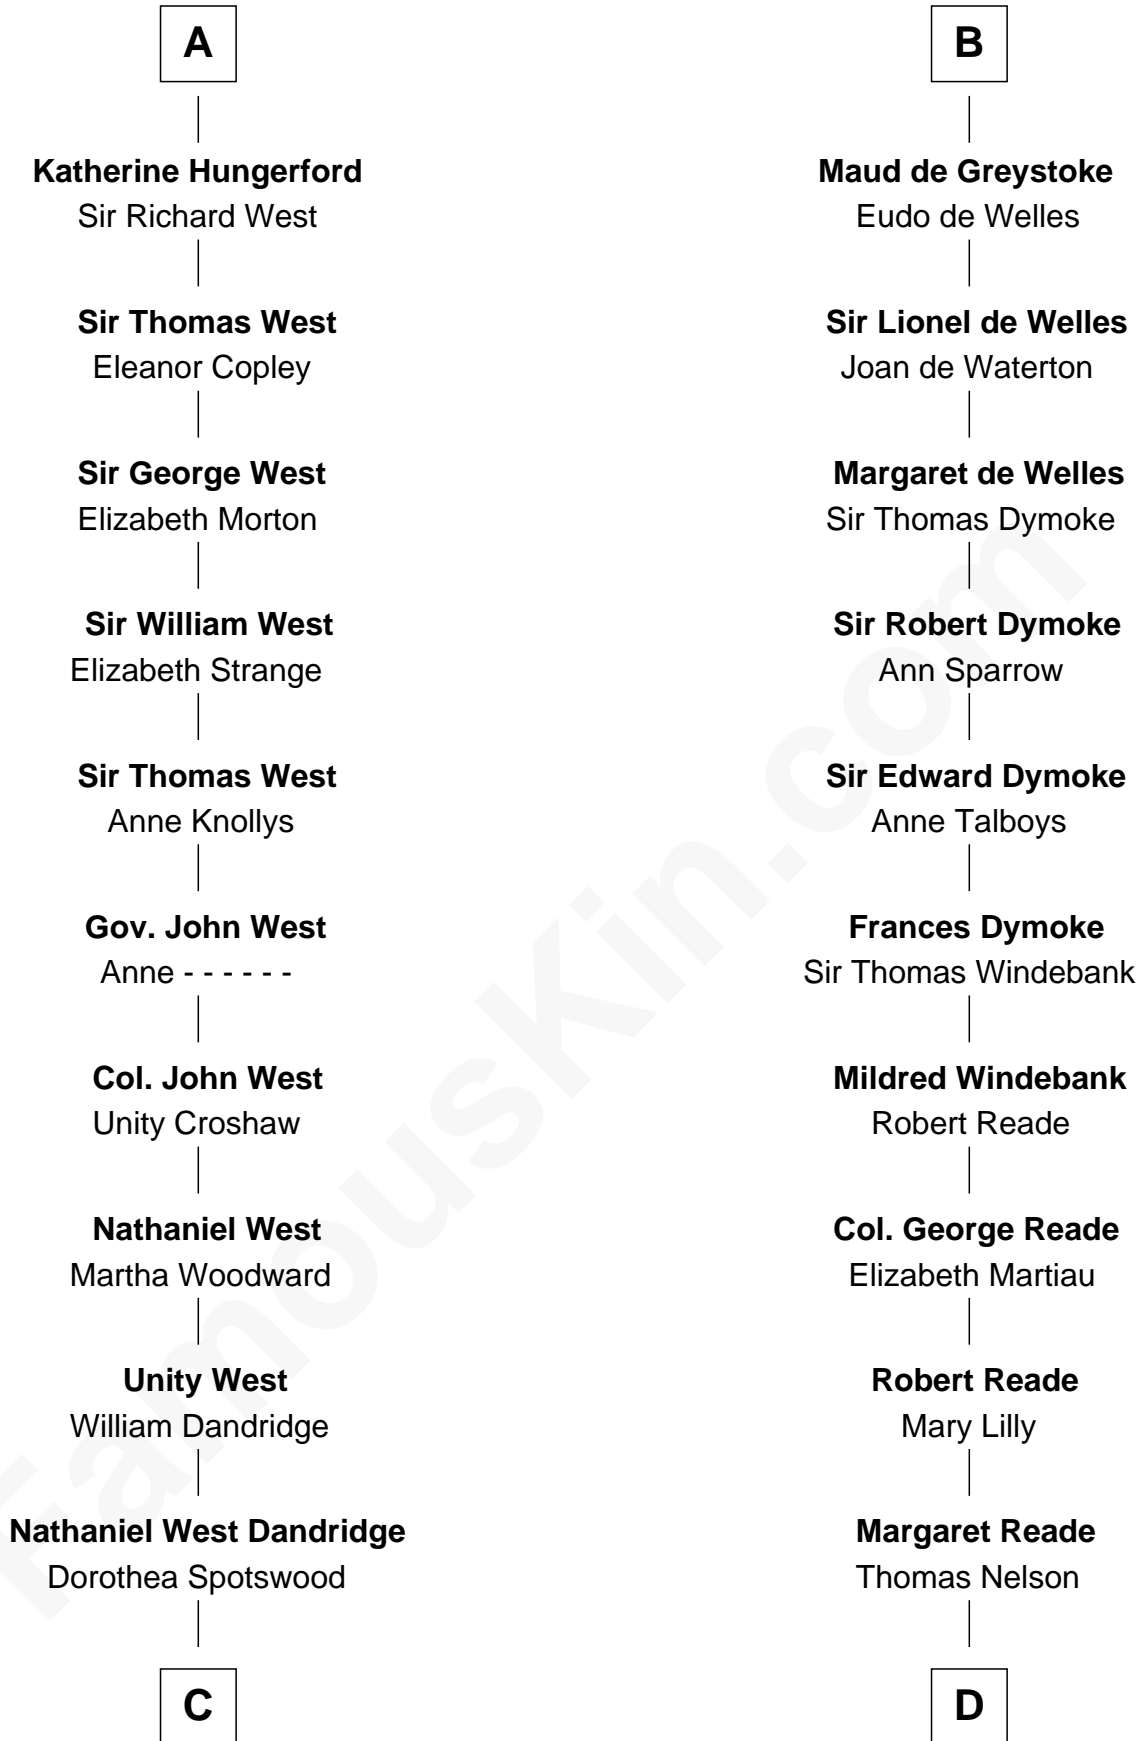 A
Katherine Hungerford
Sir Richard West
Sir Thomas West
Eleanor Copley
Sir George West
Elizabeth Morton
Sir William West
Elizabeth Strange
Sir Thomas West
Anne Knollys
Gov. John West
Anne - - - - - -
Col. John West
Unity Croshaw
Nathaniel West
Martha Woodward
Unity West
William Dandridge
Nathaniel West Dandridge
Dorothea Spotswood
C
B
Maud de Greystoke
Eudo de Welles
Sir Lionel de Welles
Joan de Waterton
Margaret de Welles
Sir Thomas Dymoke
Sir Robert Dymoke
Ann Sparrow
Sir Edward Dymoke
Anne Talboys
Frances Dymoke
Sir Thomas Windebank
Mildred Windebank
Robert Reade
Col. George Reade
Elizabeth Martiau
Robert Reade
Mary Lilly
Margaret Reade
Thomas Nelson
D
FamousKin.com